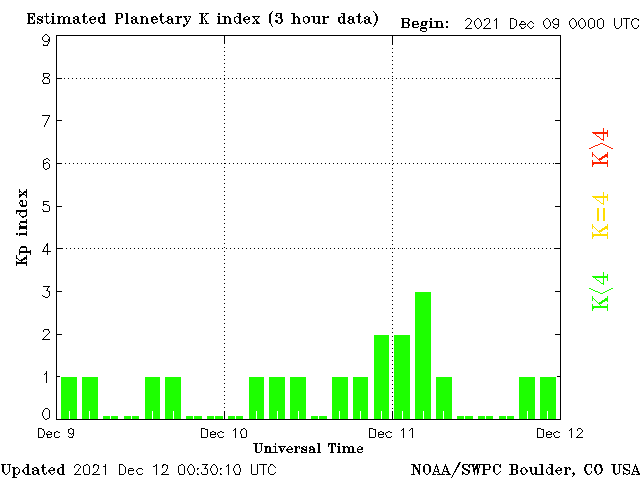 Estimated Planetary K index (3 hour data) Begin: 2021 Dec 09 0000 UTC
9
8
7
6
5
4
3
2
1
0
Kp index
K>4
K=4
K<4
Dec 9 Dec 10 Dec 11 Dec 12
Universal Time
Updated 2021 Dec 12 00:30:10 UTC NOAA/SWPC Boulder, CO USA